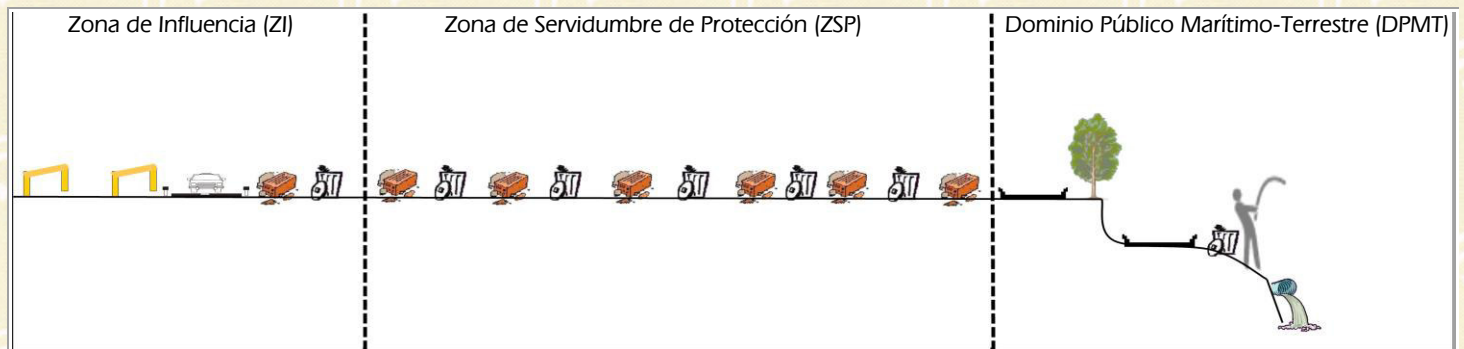 Zona de Influencia (ZI)
Zona de Servidumbre de Protección (ZSP)
Dominio Público Marítimo-Terrestre (DPMT)